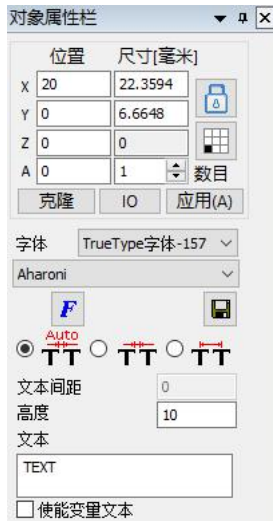 对象属性栏
位置 尺寸[毫米]
X 20 22.3594
Y 0 6.6648
Z 0 0
A 0 1 数目
克隆 IO 应用(A)
字体 TrueType字体-157
Aharoni
F
Auto
TT TT TT
文本间距 0
高度 10
文本
TEXT
使能变量文本